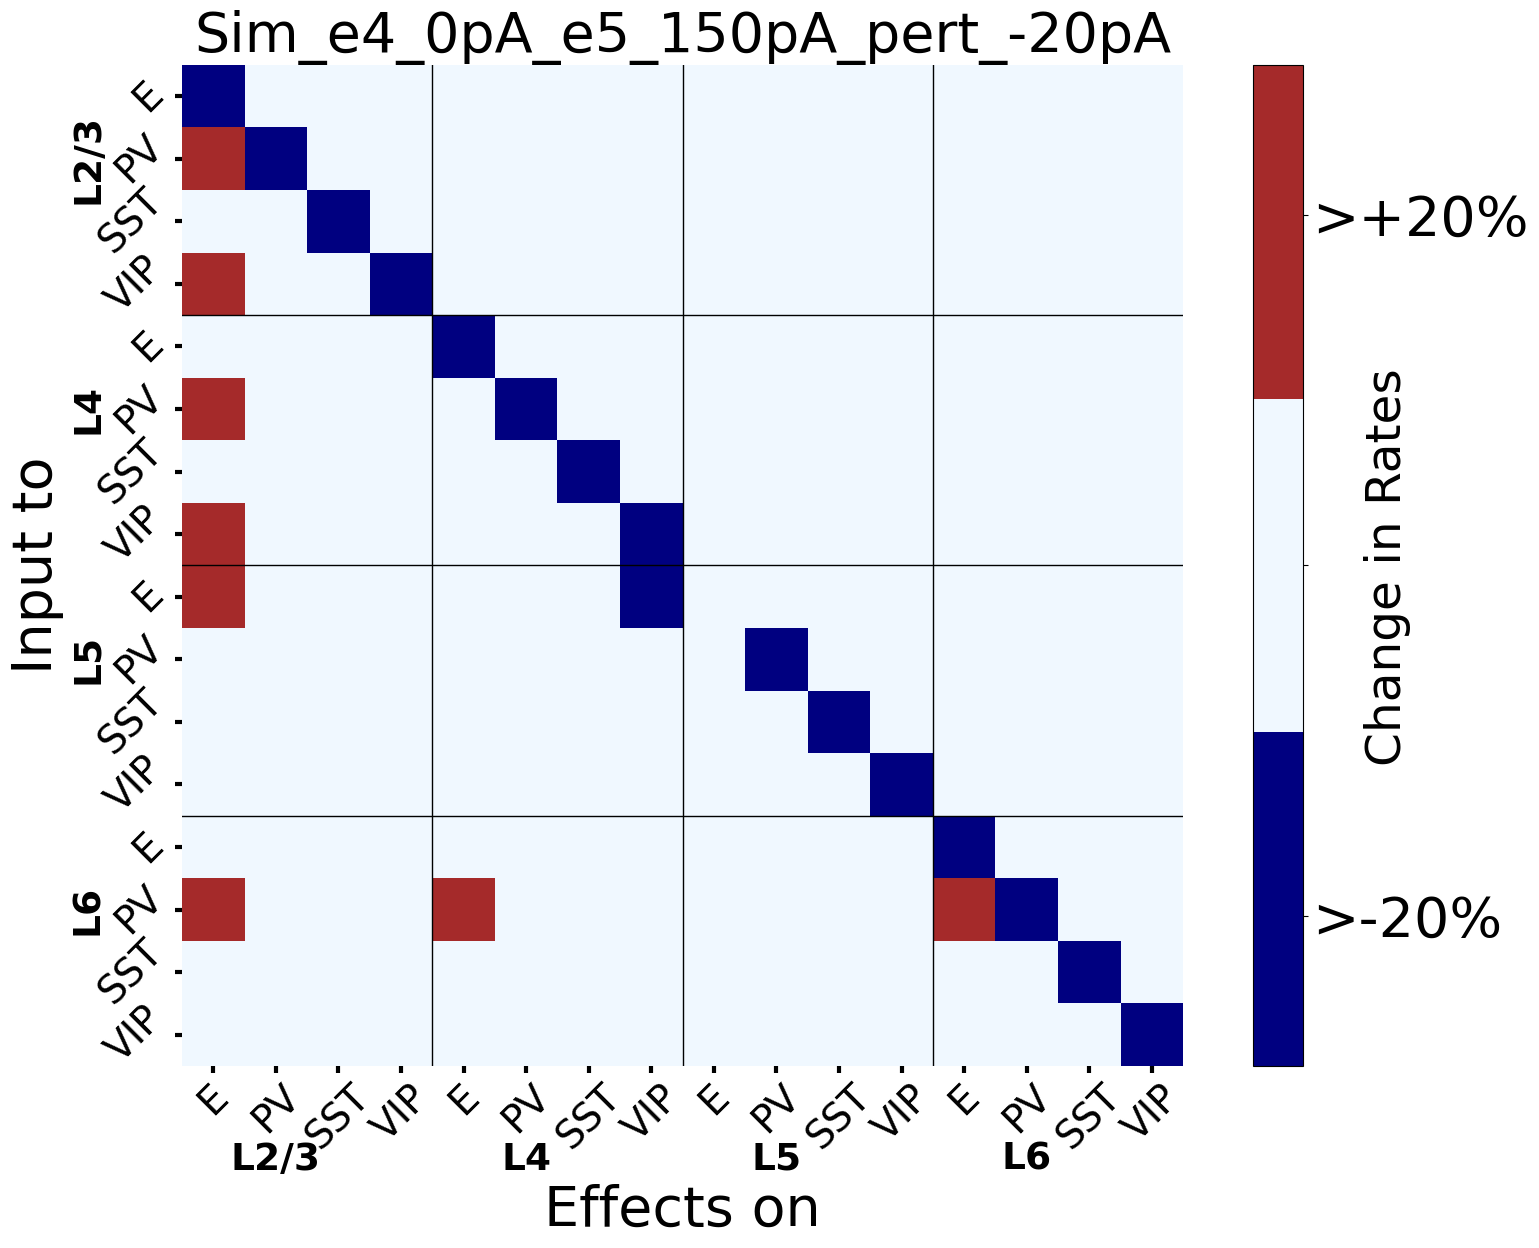 Sim_e4_0pA_e5_150pA_pert_-20pA
Input to
L2/3
E
PV
SST
VIP
L4
E
PV
SST
VIP
L5
E
PV
SST
VIP
L6
E
PV
SST
VIP
E
PV
SST
VIP
E
PV
SST
VIP
E
PV
SST
VIP
E
PV
SST
VIP
L2/3
L4
L5
L6
Effects on
>+20%
>-20%
Change in Rates